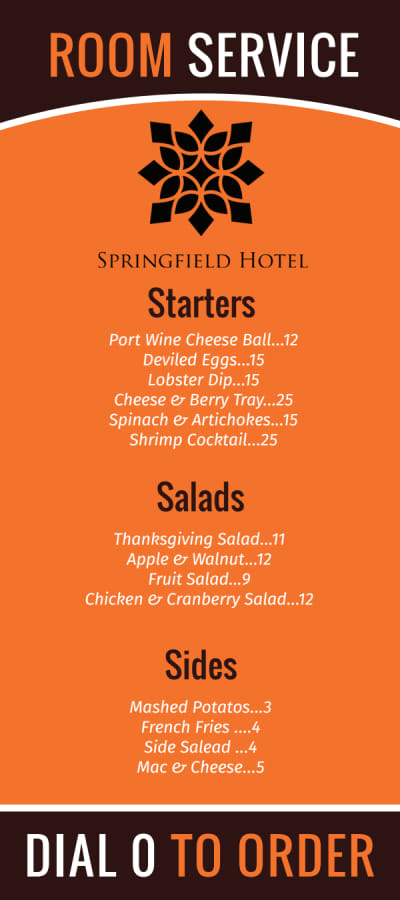 ROOM SERVICE
SPRINGFIELD HOTEL
Starters
Port Wine Cheese Ball...12
Deviled Eggs...15
Lobster Dip...15
Cheese & Berry Tray...25
Spinach & Artichokes...15
Shrimp Cocktail...25
Salads
Thanksgiving Salad...11
Apple & Walnut...12
Fruit Salad...9
Chicken & Cranberry Salad...12
Sides
Mashed Potatos...3
French Fries ....4
Side Salead ...4
Mac & Cheese...5
DIAL 0 TO ORDER